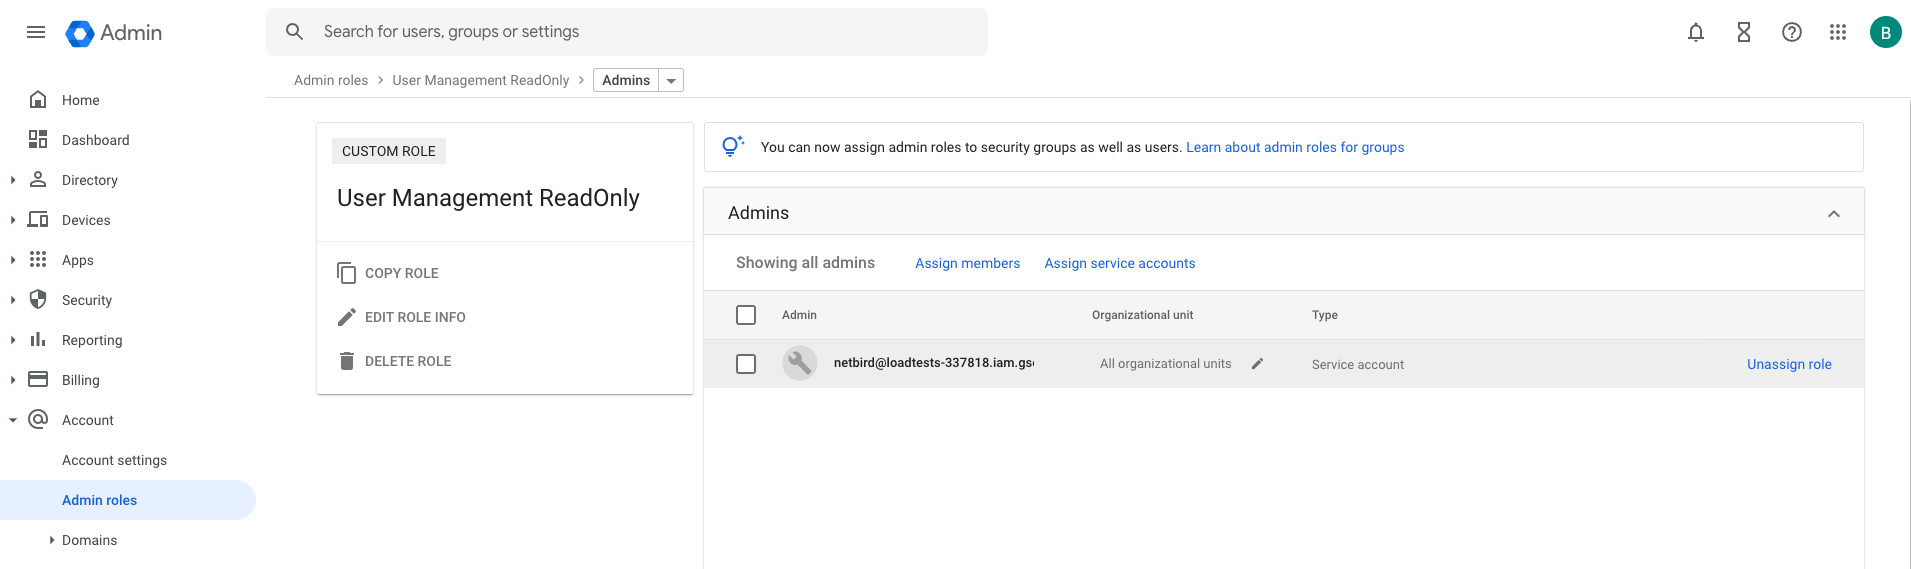 Admin
Search for users, groups or settings
B
Admin roles > User Management ReadOnly > Admins
Home
Dashboard
Directory
Devices
Apps
Security
Reporting
Billing
Account
Account settings
Admin roles
Domains
CUSTOM ROLE
User Management ReadOnly
COPY ROLE
EDIT ROLE INFO
DELETE ROLE
You can now assign admin roles to security groups as well as users. Learn about admin roles for groups
Admins
Showing all admins Assign members Assign service accounts
Admin Organizational unit Type
netbird@loadtests-337818.iam.gs All organizational units Service account Unassign role